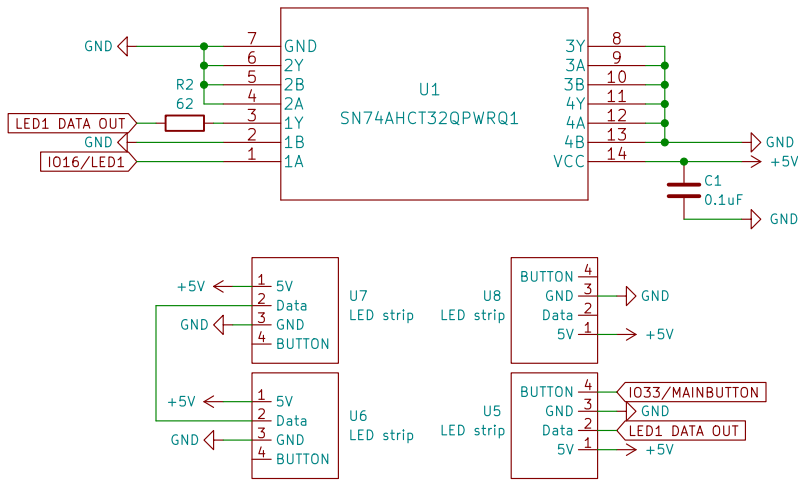 7 GND 3Y 8
GND
6 2Y 3A 9
R2 5 2B U1 3B 10
62 4 2A SN74AHCT32QPWRQ1 4Y 11
LED1 DATA OUT 3 1Y 4A 12
GND 2 1B 4B 13 GND
IO16/LED1 1 1A VCC 14 +5V
C1
0.1uF
GND
+5V 1 5V BUTTON 4
2 Data U7 U8 GND 3 GND
GND 3 GND LED strip LED strip Data 2
4 BUTTON 5V 1 +5V
+5V 1 5V BUTTON 4 IO33/MAINBUTTON
2 Data U6 U5 GND 3 GND
GND 3 GND LED strip LED strip Data 2 LED1 DATA OUT
4 BUTTON 5V 1 +5V